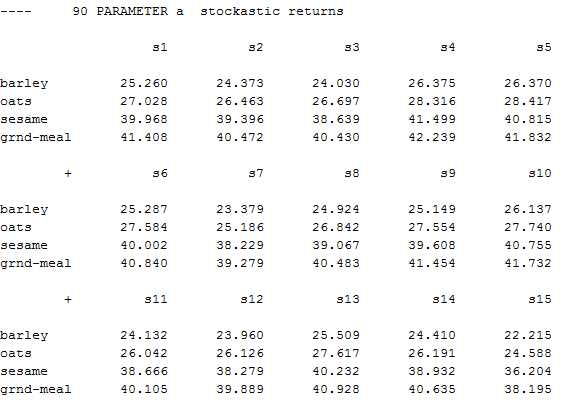 ----     90 PARAMETER a  stockastic returns
                   s1          s2          s3          s4          s5
barley         25.260      24.373      24.030      26.375      26.370
oats           27.028      26.463      26.697      28.316      28.417
sesame         39.968      39.396      38.639      41.499      40.815
grnd-meal      41.408      40.472      40.430      42.239      41.832
        +          s6          s7          s8          s9         s10
barley         25.287      23.379      24.924      25.149      26.137
oats           27.584      25.186      26.842      27.554      27.740
sesame         40.002      38.229      39.067      39.608      40.755
grnd-meal      40.840      39.279      40.483      41.454      41.732
        +         s11         s12         s13         s14         s15
barley         24.132      23.960      25.509      24.410      22.215
oats           26.042      26.126      27.617      26.191      24.588
sesame         38.666      38.279      40.232      38.932      36.204
grnd-meal      40.105      39.889      40.928      40.635      38.195